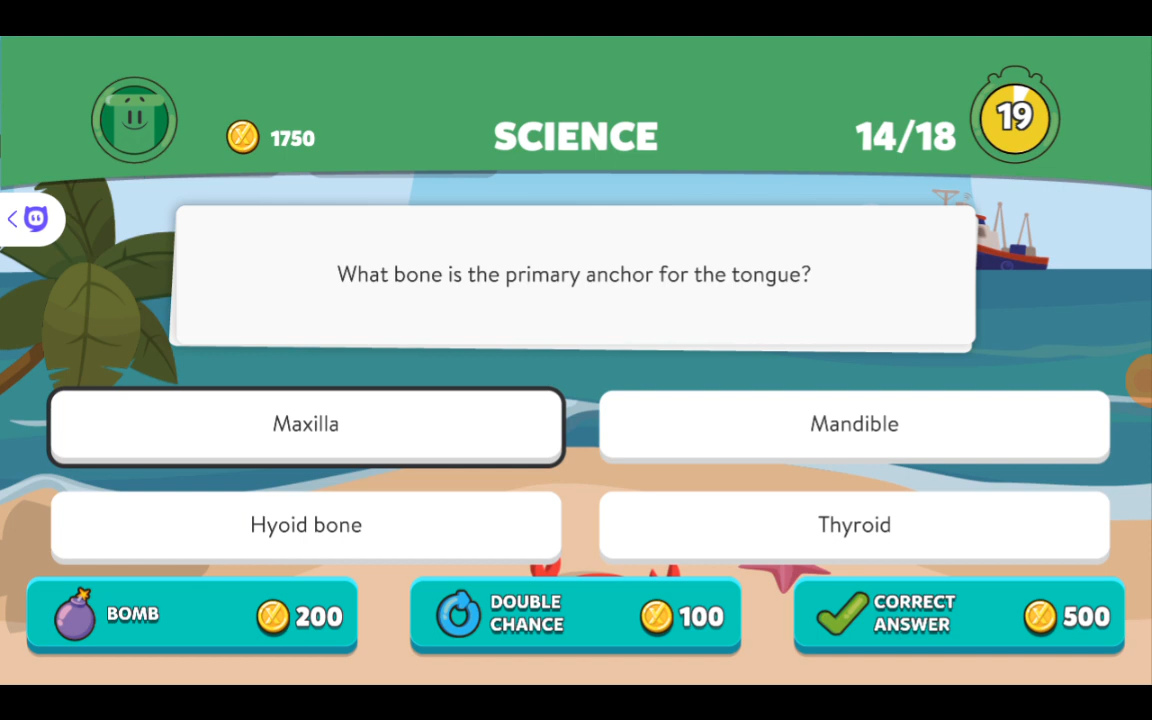 1750
SCIENCE
14/18
19
What bone is the primary anchor for the tongue?
Maxilla
Mandible
Hyoid bone
Thyroid
BOMB
200
DOUBLE
CHANCE
100
CORRECT
ANSWER
500